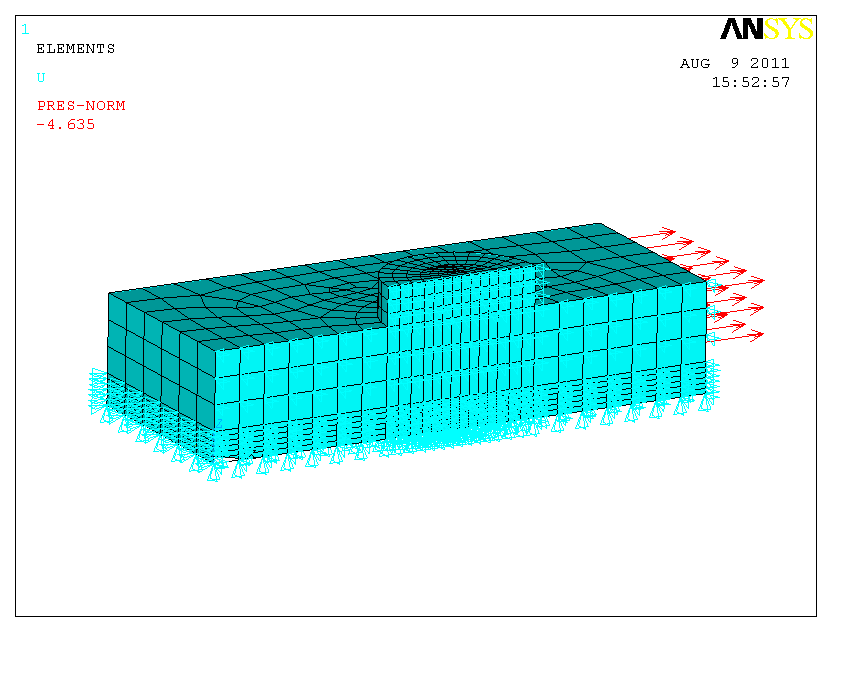 1
ANSYS
ELEMENTS
AUG 9 2011
15:52:57
U
PRES-NORM
-4.635